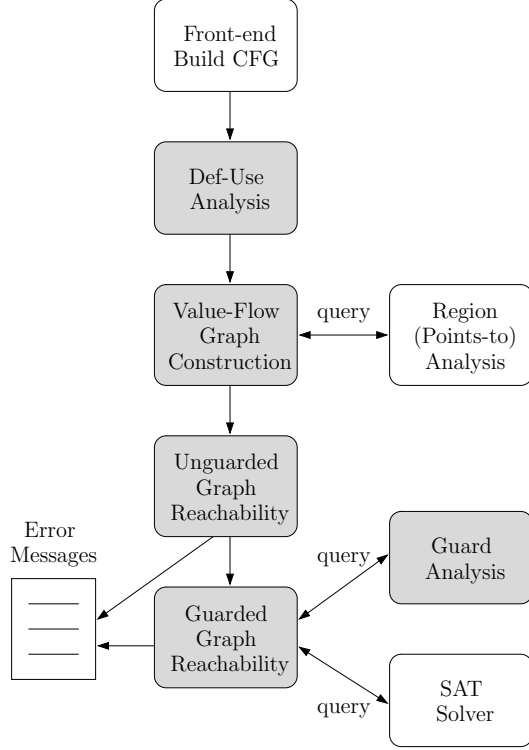 Front-end
Build CFG
Def-Use
Analysis
Value-Flow
Graph
Construction
query
Region
(Points-to)
Analysis
Unguarded
Graph
Reachability
Error
Messages
query
Guard
Analysis
Guarded
Graph
Reachability
query
SAT
Solver